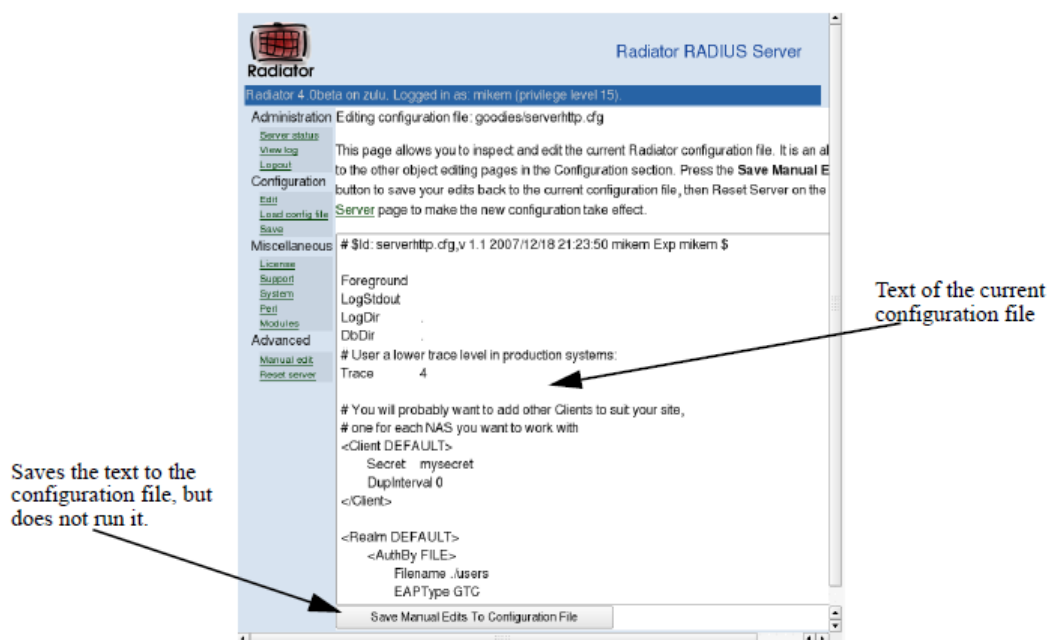 Radiator
Radiator RADIUS Server
Radiator 4.0beta on zulu. Logged in as: mikem (privilege level 15).
Administration
Server status
View log
Logout
Configuration
Edit
Load config file
Save
Miscellaneous
License
Support
System
Perl
Modules
Advanced
Manual edit
Reset server
Editing configuration file: goodies/serverhttp.cfg
This page allows you to inspect and edit the current Radiator configuration file. It is an al
to the other object editing pages in the Configuration section. Press the Save Manual E
button to save your edits back to the current configuration file, then Reset Server on the
Server page to make the new configuration take effect.
# $Id: serverhttp.cfg,v 1.1 2007/12/18 21:23:50 mikem Exp mikem $
Foreground
LogStdout
LogDir .
DbDir .
# User a lower trace level in production systems:
Trace 4
# You will probably want to add other Clients to suit your site,
# one for each NAS you want to work with
<Client DEFAULT>
Secret mysecret
DupInterval 0
</Client>
<Realm DEFAULT>
<AuthBy FILE>
Filename ./users
EAPType GTC
Save Manual Edits To Configuration File
Text of the current
configuration file
Saves the text to the
configuration file, but
does not run it.